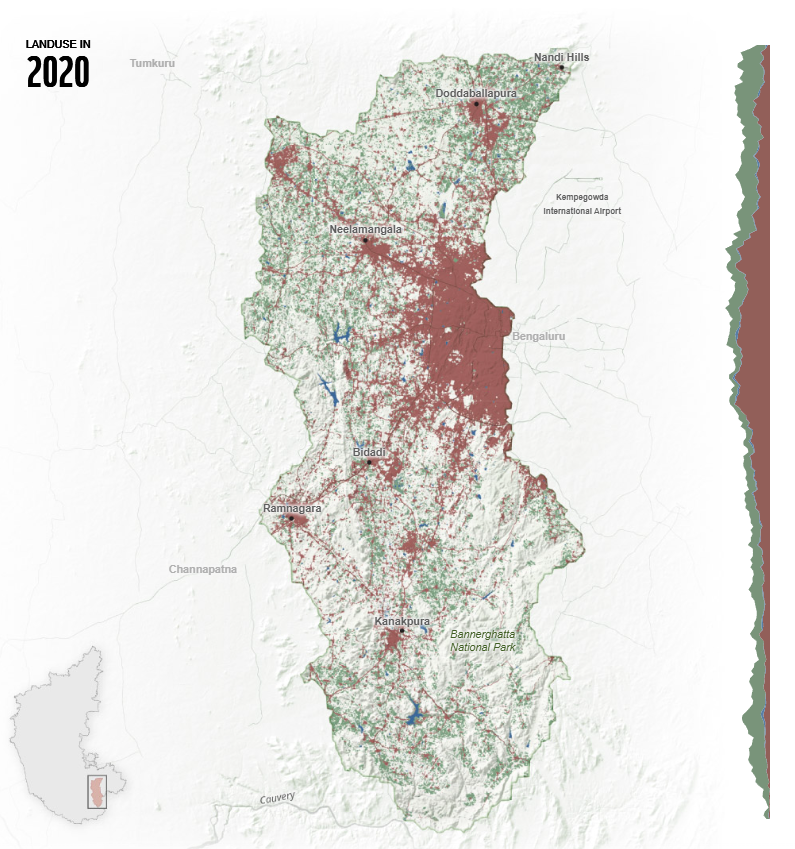 LANDUSE IN
2020
Tumkuru
Nandi Hills
Doddaballapura
Kempegowda
International Airport
Neelamangala
Bengaluru
Bidadi
Ramnagara
Channapatna
Kanakpura
Bannerghatta
National Park
Cauvery